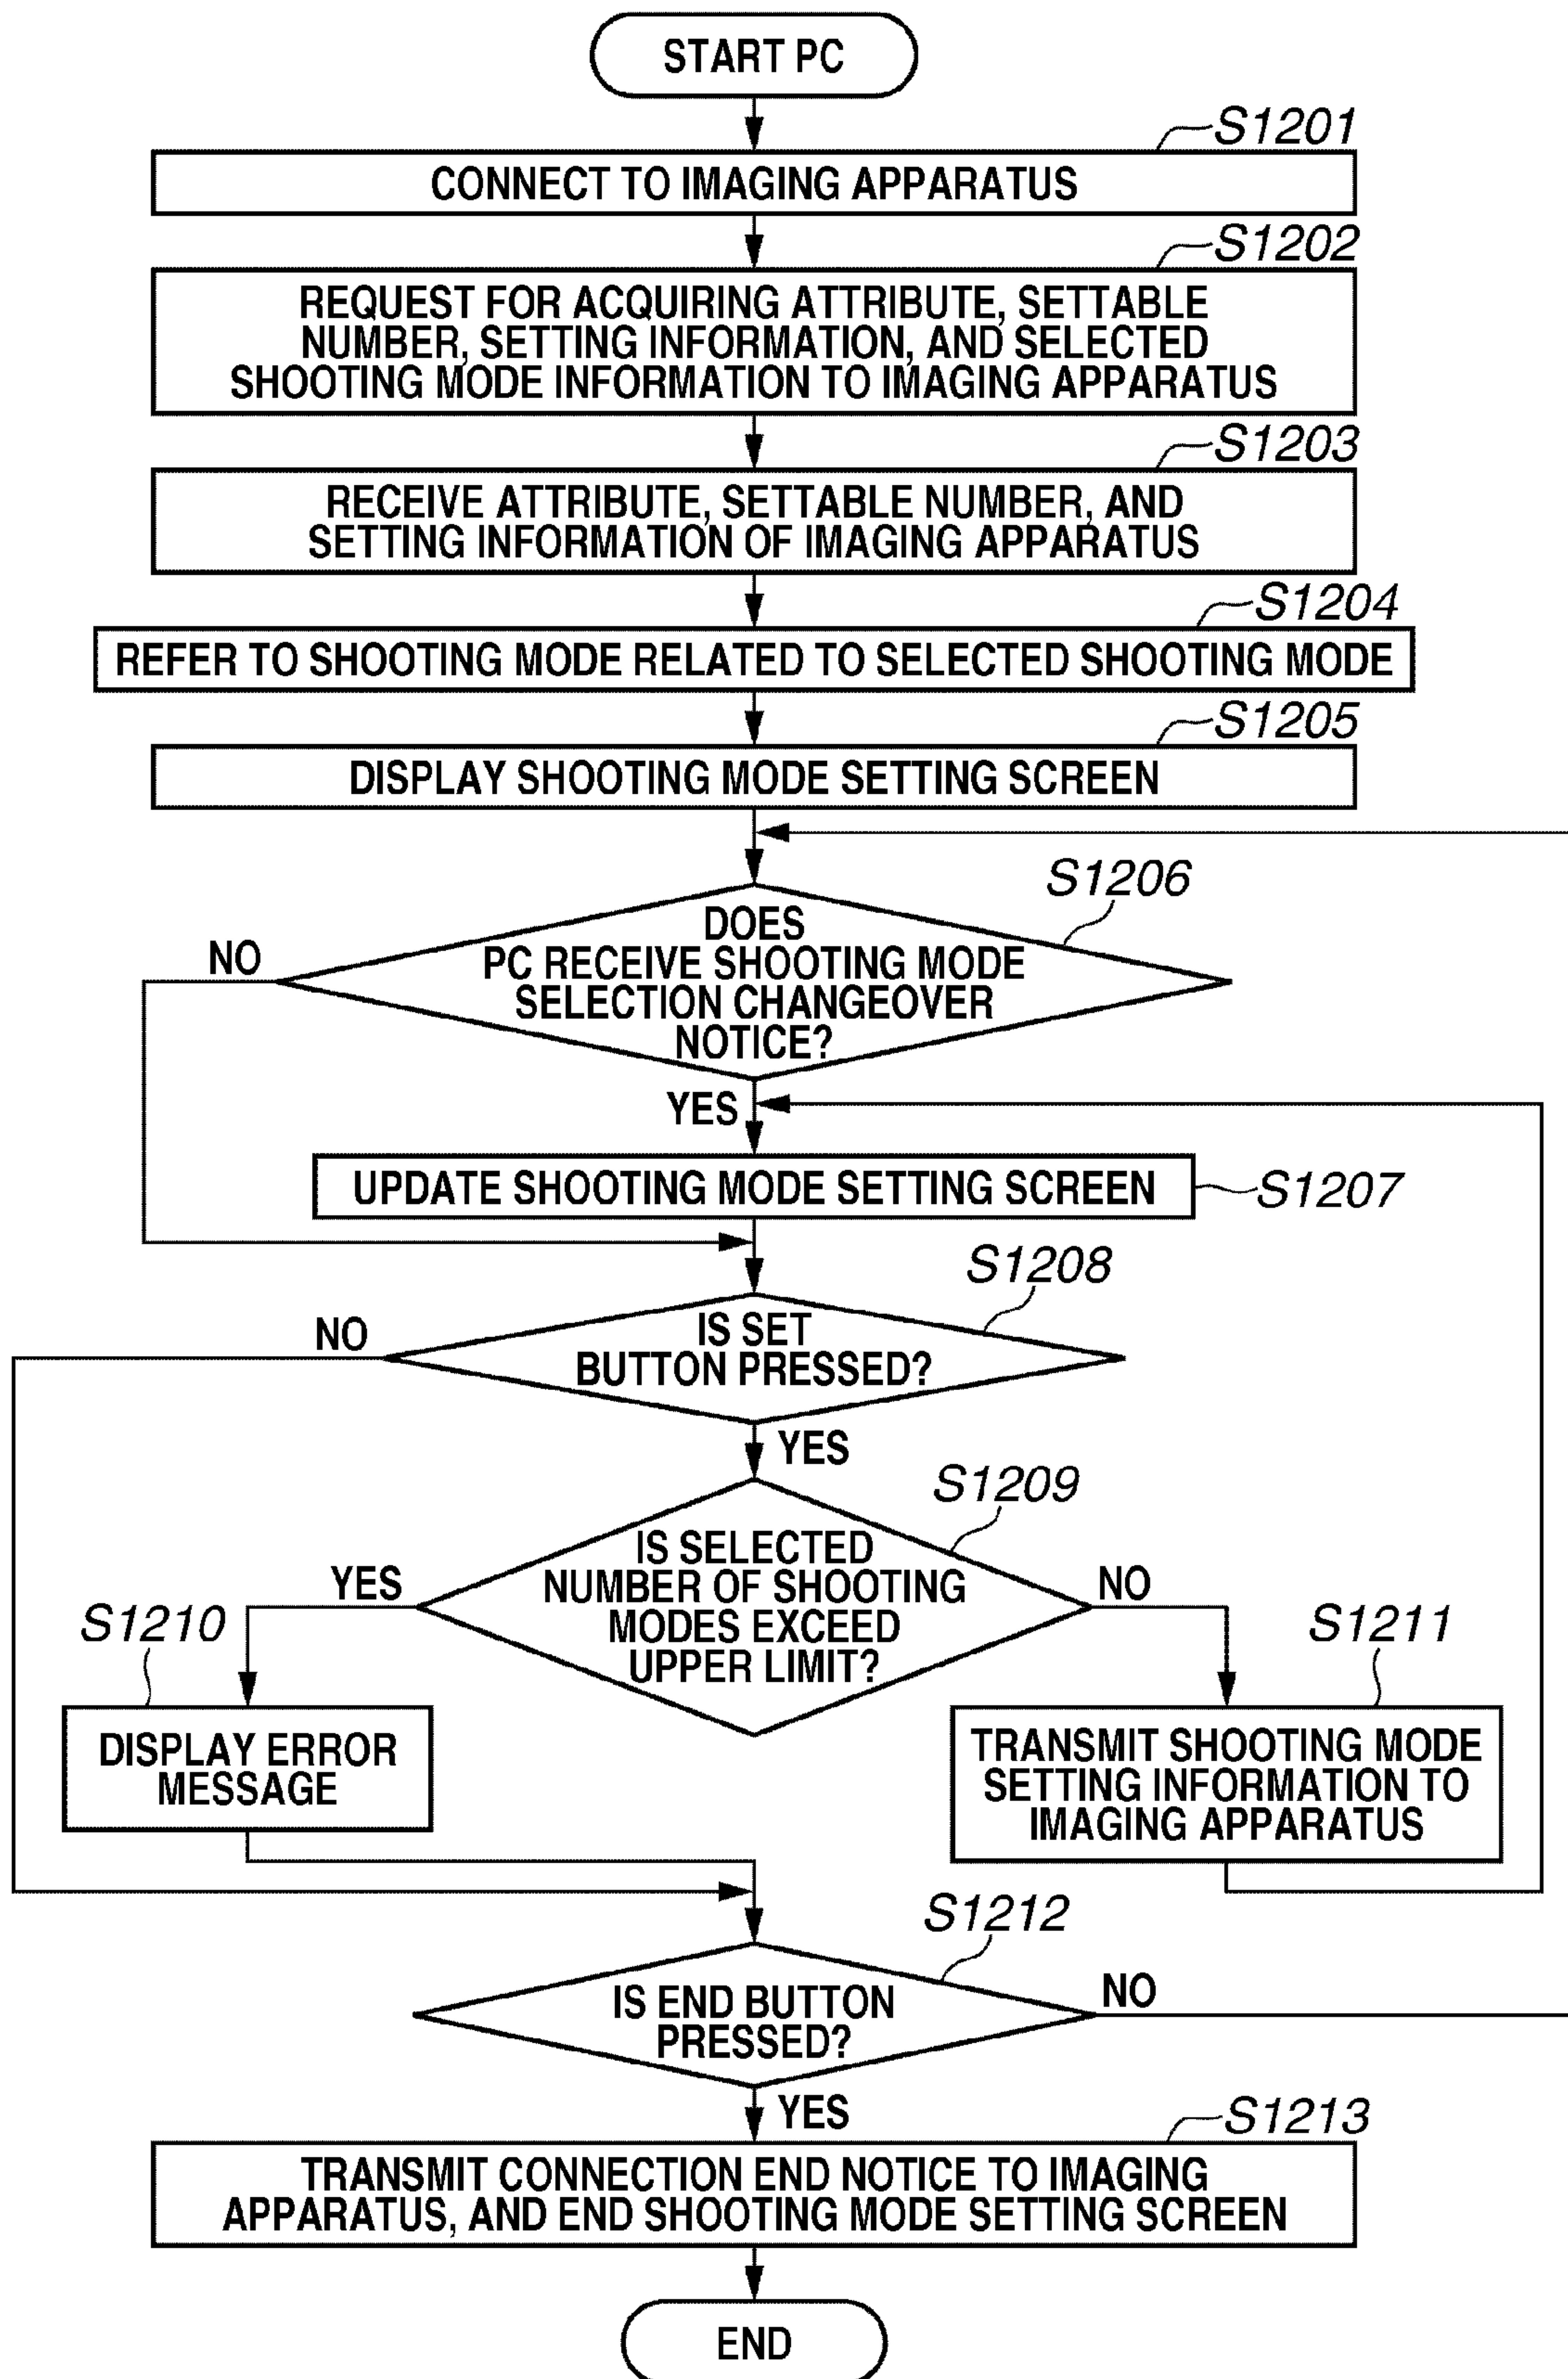 START PC
S1201
CONNECT TO IMAGING APPARATUS
S1202
REQUEST FOR ACQUIRING ATTRIBUTE, SETTABLE
NUMBER, SETTING INFORMATION, AND SELECTED
SHOOTING MODE INFORMATION TO IMAGING APPARATUS
S1203
RECEIVE ATTRIBUTE, SETTABLE NUMBER, AND
SETTING INFORMATION OF IMAGING APPARATUS
S1204
REFER TO SHOOTING MODE RELATED TO SELECTED SHOOTING MODE
S1205
DISPLAY SHOOTING MODE SETTING SCREEN
S1206
DOES
PC RECEIVE SHOOTING MODE
SELECTION CHANGEOVER
NOTICE?
NO
YES
UPDATE SHOOTING MODE SETTING SCREEN
S1207
S1208
IS SET
BUTTON PRESSED?
NO
YES
S1209
IS SELECTED
NUMBER OF SHOOTING
MODES EXCEED
UPPER LIMIT?
YES
NO
S1210
DISPLAY ERROR
MESSAGE
S1211
TRANSMIT SHOOTING MODE
SETTING INFORMATION TO
IMAGING APPARATUS
S1212
IS END BUTTON
PRESSED?
NO
YES
S1213
TRANSMIT CONNECTION END NOTICE TO IMAGING
APPARATUS, AND END SHOOTING MODE SETTING SCREEN
END